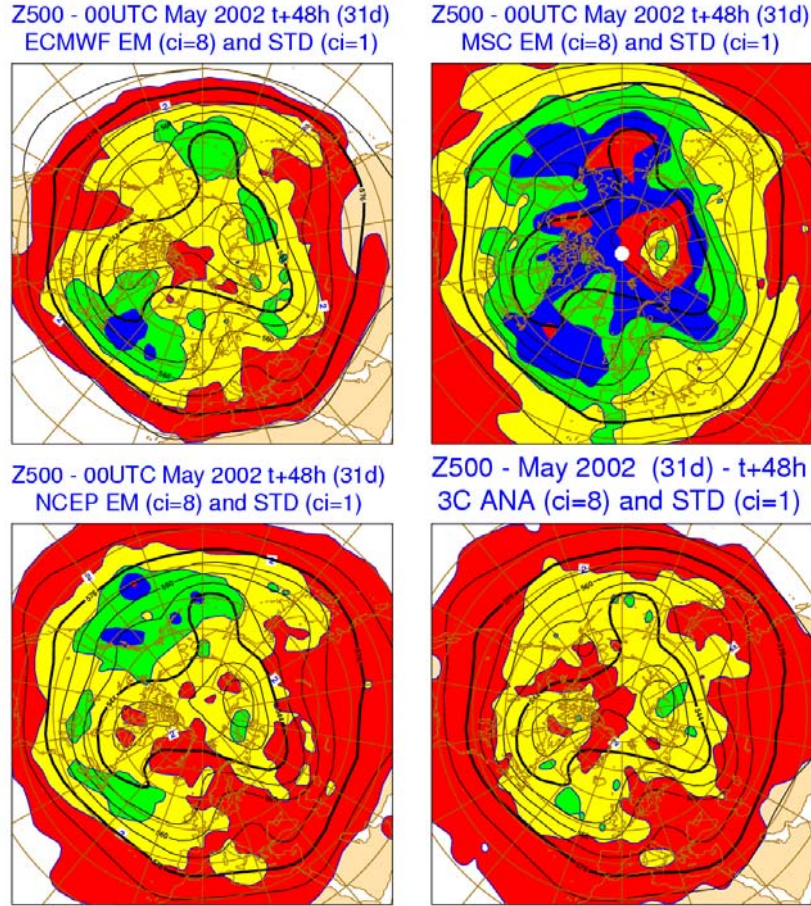 Z500 - 00UTC May 2002 t+48h (31d)
ECMWF EM (ci=8) and STD (ci=1)
Z500 - 00UTC May 2002 t+48h (31d)
MSC EM (ci=8) and STD (ci=1)
Z500 - 00UTC May 2002 t+48h (31d)
NCEP EM (ci=8) and STD (ci=1)
Z500 - May 2002 (31d) - t+48h
3C ANA (ci=8) and STD (ci=1)